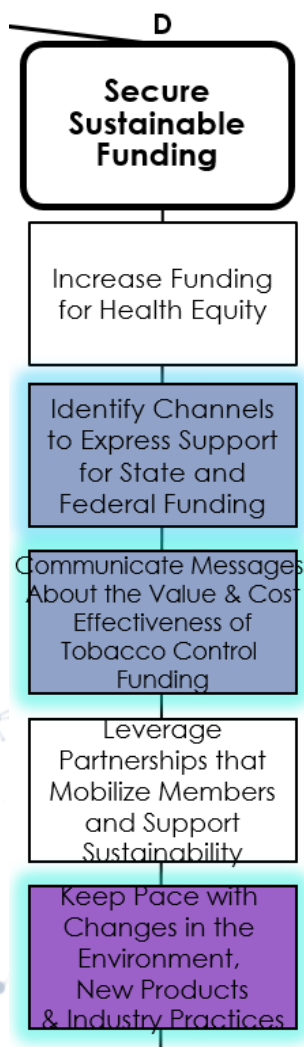 D
Secure
Sustainable
Funding
Increase Funding
for Health Equity
Identify Channels
to Express Support
for State and
Federal Funding
Communicate Messages
About the Value & Cost
Effectiveness of
Tobacco Control
Funding
Leverage
Partnerships that
Mobilize Members
and Support
Sustainability
Keep Pace with
Changes in the
Environment,
New Products
& Industry Practices